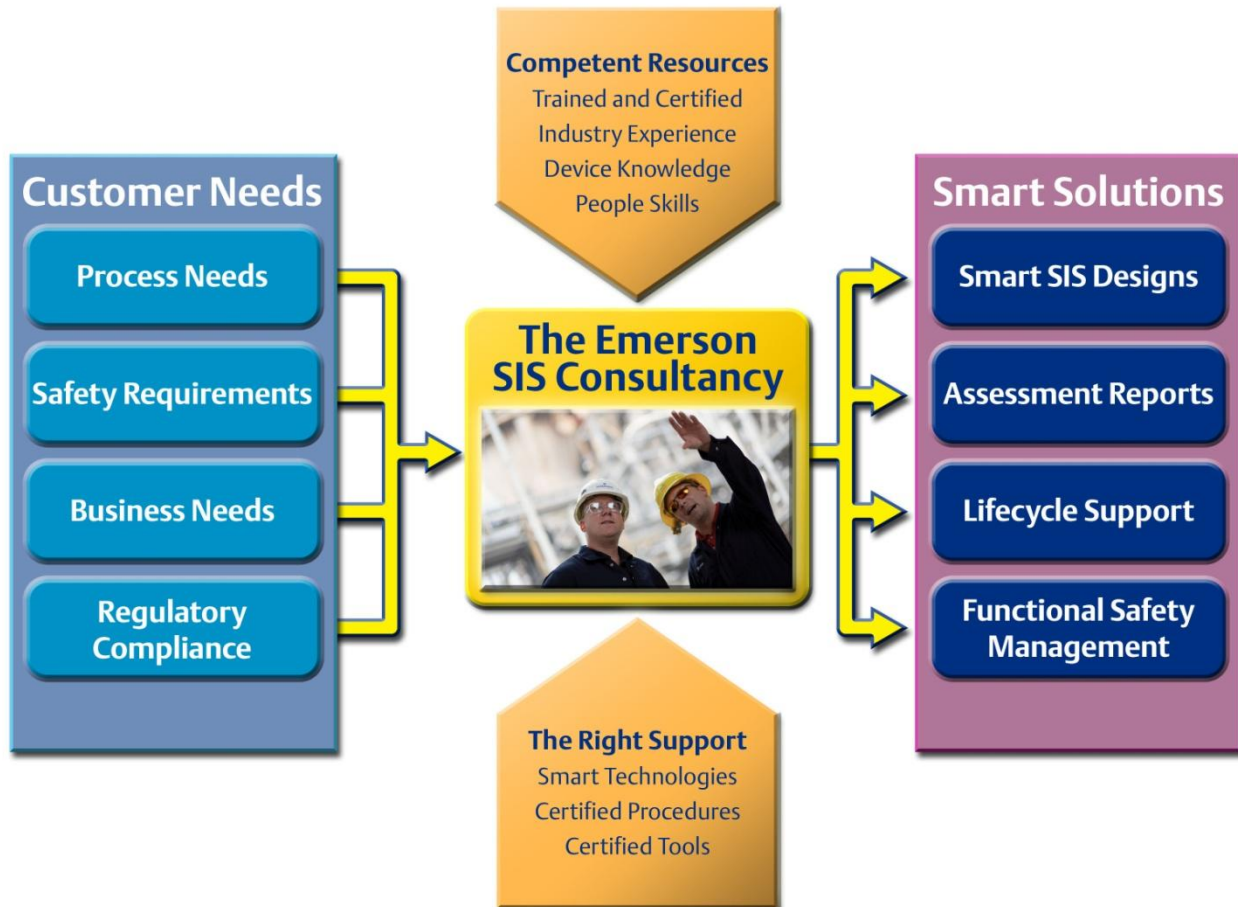 Competent Resources
Trained and Certified
Industry Experience
Device Knowledge
People Skills
Customer Needs
Process Needs
Safety Requirements
Business Needs
Regulatory
Compliance
The Emerson
SIS Consultancy
Smart Solutions
Smart SIS Designs
Assessment Reports
Lifecycle Support
Functional Safety
Management
The Right Support
Smart Technologies
Certified Procedures
Certified Tools